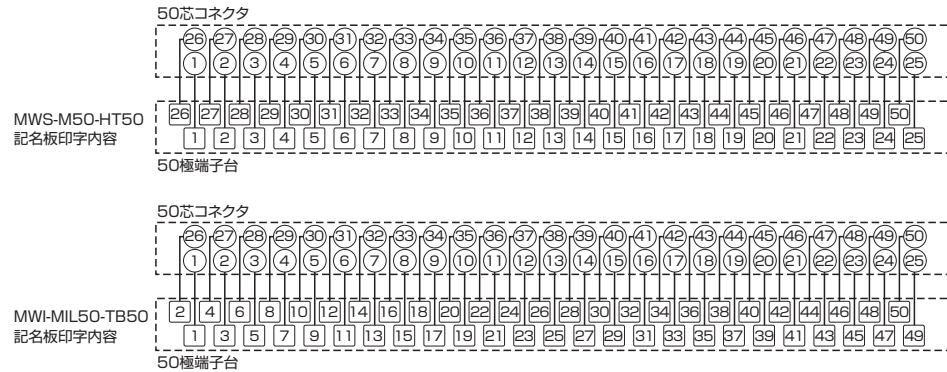 50芯コネクタ
26 27 28 29 30 31 32 33 34 35 36 37 38 39 40 41 42 43 44 45 46 47 48 49 50
1 2 3 4 5 6 7 8 9 10 11 12 13 14 15 16 17 18 19 20 21 22 23 24 25
MWS-M50-HT50
記名板印字内容
26 27 28 29 30 31 32 33 34 35 36 37 38 39 40 41 42 43 44 45 46 47 48 49 50
1 2 3 4 5 6 7 8 9 10 11 12 13 14 15 16 17 18 19 20 21 22 23 24 25
50極端子台
50芯コネクタ
26 27 28 29 30 31 32 33 34 35 36 37 38 39 40 41 42 43 44 45 46 47 48 49 50
1 2 3 4 5 6 7 8 9 10 11 12 13 14 15 16 17 18 19 20 21 22 23 24 25
MWI-MIL50-TB50
記名板印字内容
2 4 6 8 10 12 14 16 18 20 22 24 26 28 30 32 34 36 38 40 42 44 46 48 50
1 3 5 7 9 11 13 15 17 19 21 23 25 27 29 31 33 35 37 39 41 43 45 47 49
50極端子台